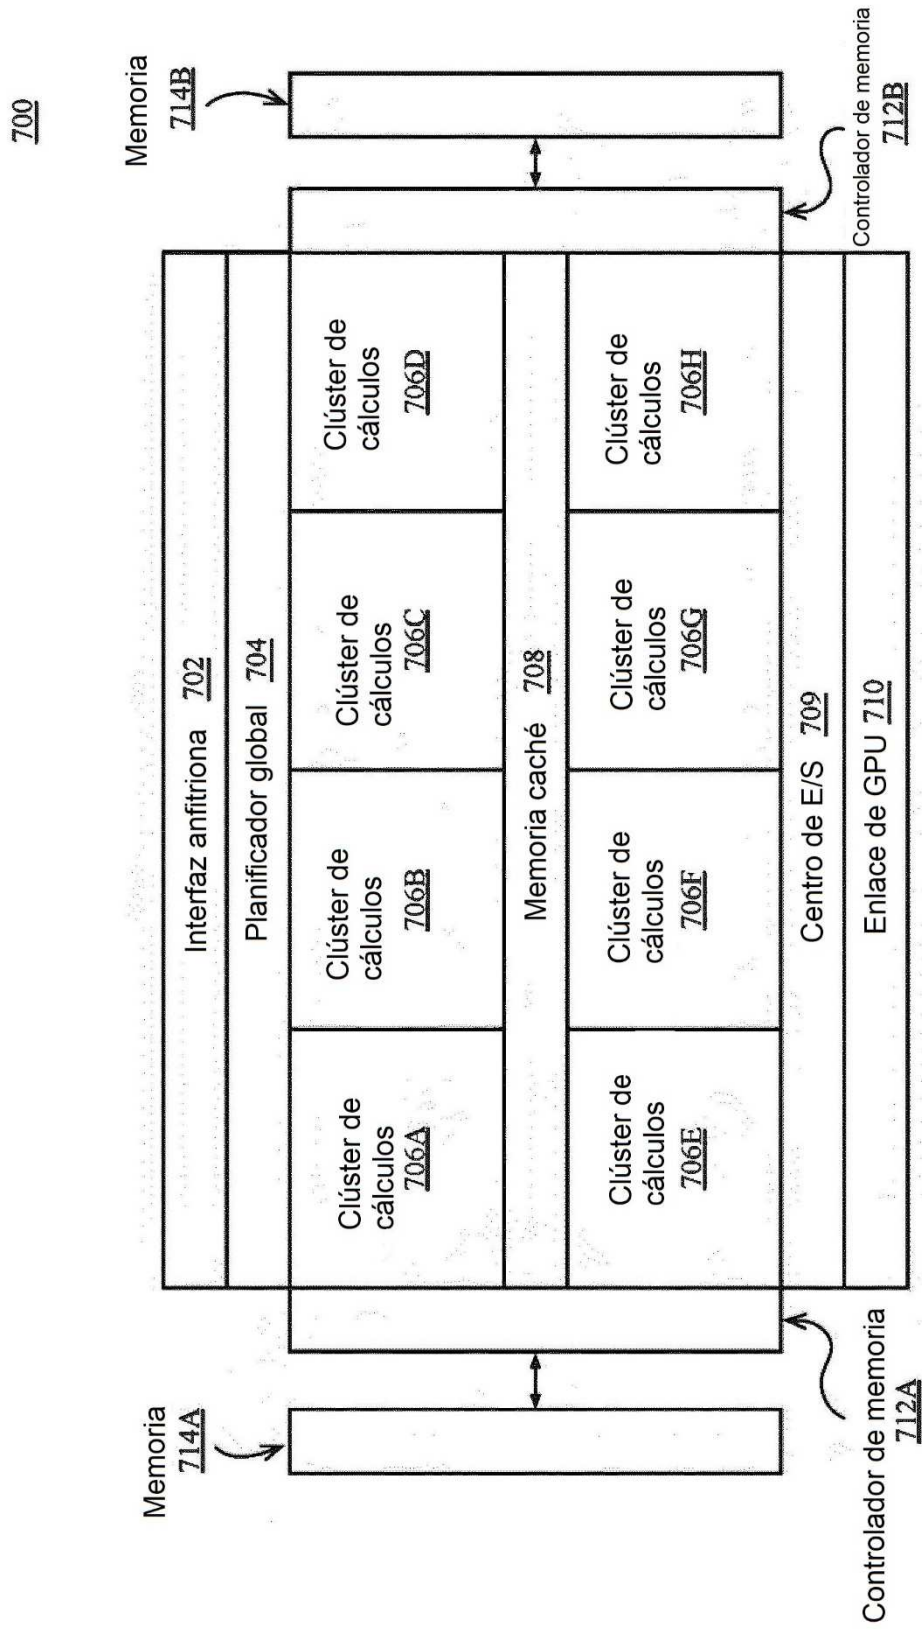 700
Memoria
714A
Memoria
714B
Interfaz anfitriona 702
Planificador global 704
Clúster de
cálculos
706A
Clúster de
cálculos
706B
Clúster de
cálculos
706C
Clúster de
cálculos
706D
Memoria caché 708
Clúster de
cálculos
706E
Clúster de
cálculos
706F
Clúster de
cálculos
706G
Clúster de
cálculos
706H
Centro de E/S 709
Enlace de GPU 710
Controlador de memoria
712A
Controlador de memoria
712B